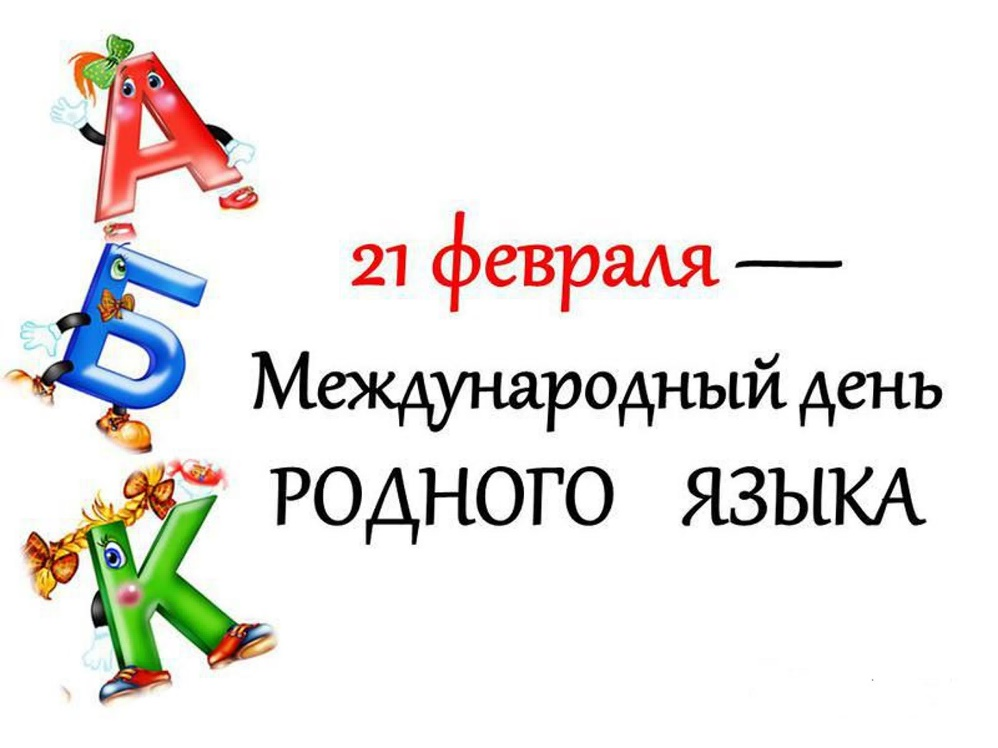 А
Б
К
21 февраля —
Международный день
РОДНОГО ЯЗЫКА